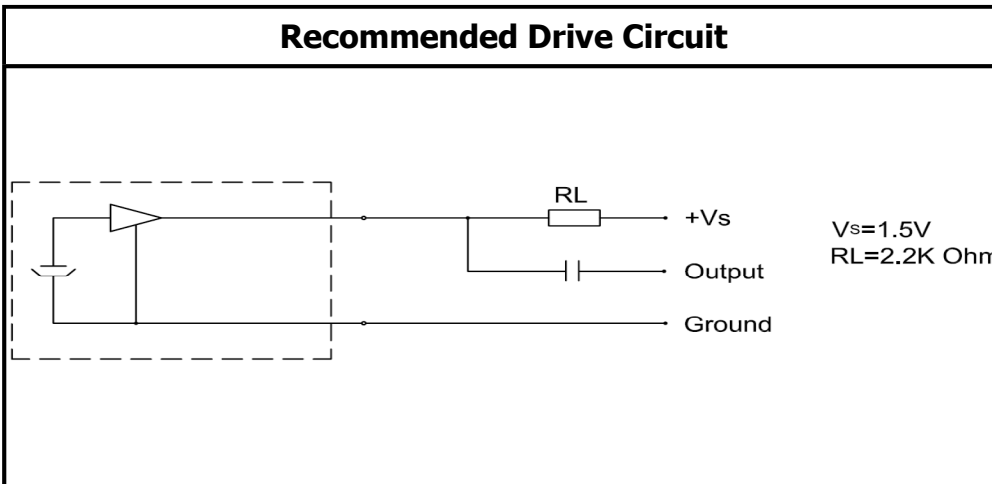 Recommended Drive Circuit
RL
+Vs
Vs=1.5V
RL=2.2K Ohm
Output
Ground